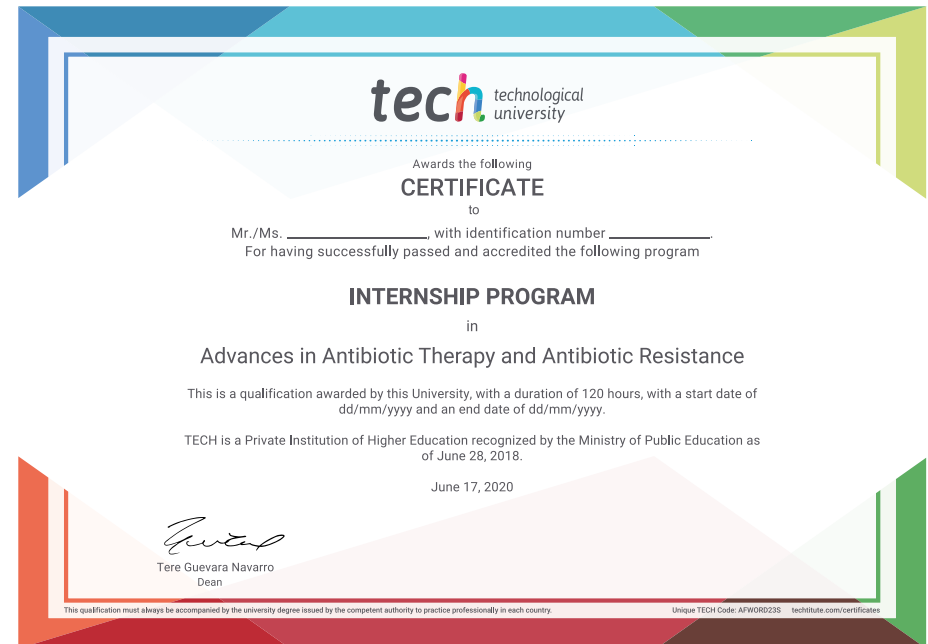 tech technological
university
Awards the following
CERTIFICATE
to
Mr./Ms. ____________________, with identification number ______________.
For having successfully passed and accredited the following program
INTERNSHIP PROGRAM
in
Advances in Antibiotic Therapy and Antibiotic Resistance
This is a qualification awarded by this University, with a duration of 120 hours, with a start date of
dd/mm/yyyy and an end date of dd/mm/yyyy.
TECH is a Private Institution of Higher Education recognized by the Ministry of Public Education as
of June 28, 2018.
June 17, 2020
Tere Guevara Navarro
Dean
This qualification must always be accompanied by the university degree issued by the competent authority to practice professionally in each country. Unique TECH Code: AFWORD23S techtitute.com/certificates